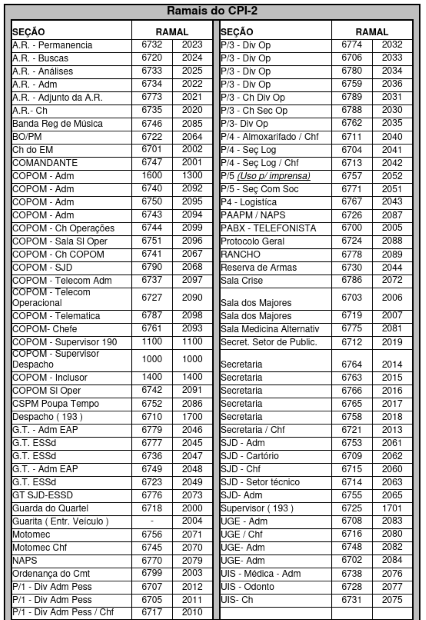 Ramais do CPI-2
SEÇÃO RAMAL
A.R. - Permanencia 6732 2023
A.R. - Buscas 6720 2024
A.R. - Análises 6733 2025
A.R. - Adm 6734 2022
A.R. - Adjunto da A.R. 6773 2021
A.R.- Ch 6735 2020
Banda Reg de Música 6746 2085
BO/PM 6722 2064
Ch do EM 6701 2002
COMANDANTE 6747 2001
COPOM - Adm 1600 1300
COPOM - Adm 6740 2092
COPOM - Adm 6750 2095
COPOM - Adm 6743 2094
COPOM - Ch Operações 6744 2099
COPOM - Sala SI Oper 6751 2096
COPOM - Ch COPOM 6741 2067
COPOM - SJD 6790 2068
COPOM - Telecom Adm 6737 2097
COPOM - Telecom
Operacional 6727 2090
COPOM - Telematica 6787 2098
COPOM- Chefe 6761 2093
COPOM - Supervisor 190 1100 1100
COPOM - Supervisor
Despacho 1000 1000
COPOM - Inclusor 1400 1400
COPOM SI Oper 6742 2091
CSPM Poupa Tempo 6752 2086
Despacho ( 193 ) 6710 1700
G.T. - Adm EAP 6779 2046
G.T. ESSd 6777 2045
G.T. ESSd 6736 2047
G.T. - Adm EAP 6749 2048
G.T. ESSd 6723 2049
GT SJD-ESSD 6776 2073
Guarda do Quartel 6718 2000
Guarita ( Entr. Veículo ) - 2004
Motomec 6756 2071
Motomec Chf 6745 2070
NAPS 6770 2079
Ordenança do Cmt 6799 2003
P/1 - Div Adm Pess 6707 2012
P/1 - Div Adm Pess 6705 2011
P/1 - Div Adm Pess / Chf 6717 2010
SEÇÃO RAMAL
P/3 - Div Op 6774 2032
P/3 - Div Op 6706 2033
P/3 - Div Op 6780 2034
P/3 - Div Op 6759 2036
P/3 - Ch Div Op 6789 2031
P/3 - Ch Sec Op 6788 2030
P/3- Div Op 6762 2035
P/4 - Almoxarifado / Chf 6711 2040
P/4 - Seç Log 6704 2041
P/4 - Seç Log / Chf 6713 2042
P/5 (Uso p/ imprensa) 6757 2052
P/5 - Seç Com Soc 6771 2051
P4 - Logística 6767 2043
PAAPM / NAPS 6726 2087
PABX - TELEFONISTA 6700 2005
Protocolo Geral 6724 2088
RANCHO 6778 2089
Reserva de Armas 6730 2044
Sala Crise 6786 2072
Sala dos Majores 6703 2006
Sala dos Majores 6719 2007
Sala Medicina Alternativ 6775 2081
Secret. Setor de Public. 6712 2019
Secretaria 6764 2014
Secretaria 6763 2015
Secretaria 6766 2016
Secretaria 6765 2017
Secretaria 6758 2018
Secretaria / Chf 6721 2013
SJD - Adm 6753 2061
SJD - Cartório 6709 2062
SJD - Chf 6715 2060
SJD - Setor técnico 6714 2063
SJD- Adm 6755 2065
Supervisor ( 193 ) 6725 1701
UGE - Adm 6708 2083
UGE / Chf 6716 2080
UGE- Adm 6748 2082
UGE- Adm 6702 2084
UIS - Médica - Adm 6738 2076
UIS - Odonto 6728 2077
UIS- Ch 6731 2075